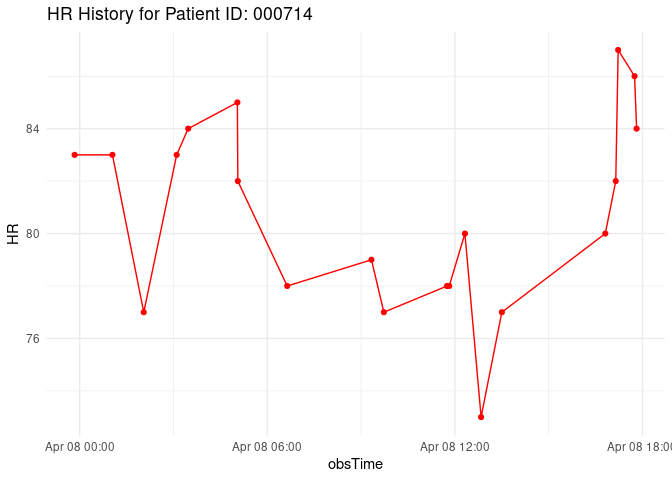 HR History for Patient ID: 000714
84
80
76
HR
Apr 08 00:00
Apr 08 06:00
Apr 08 12:00
Apr 08 18:00
obsTime